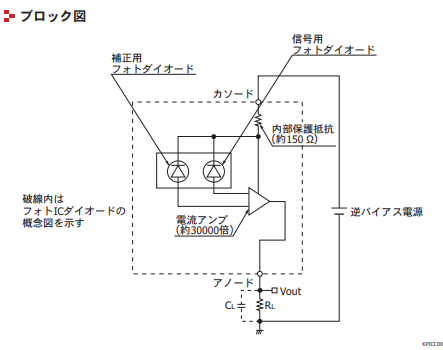 ブロック図
信号用
フォトダイオード
補正用
フォトダイオード
カソード
内部保護抵抗
(約150 Ω)
破線内は
フォトICダイオードの
概念図を示す
電流アンプ
(約30000倍)
逆バイアス電源
アノード
Vout
CL
RL